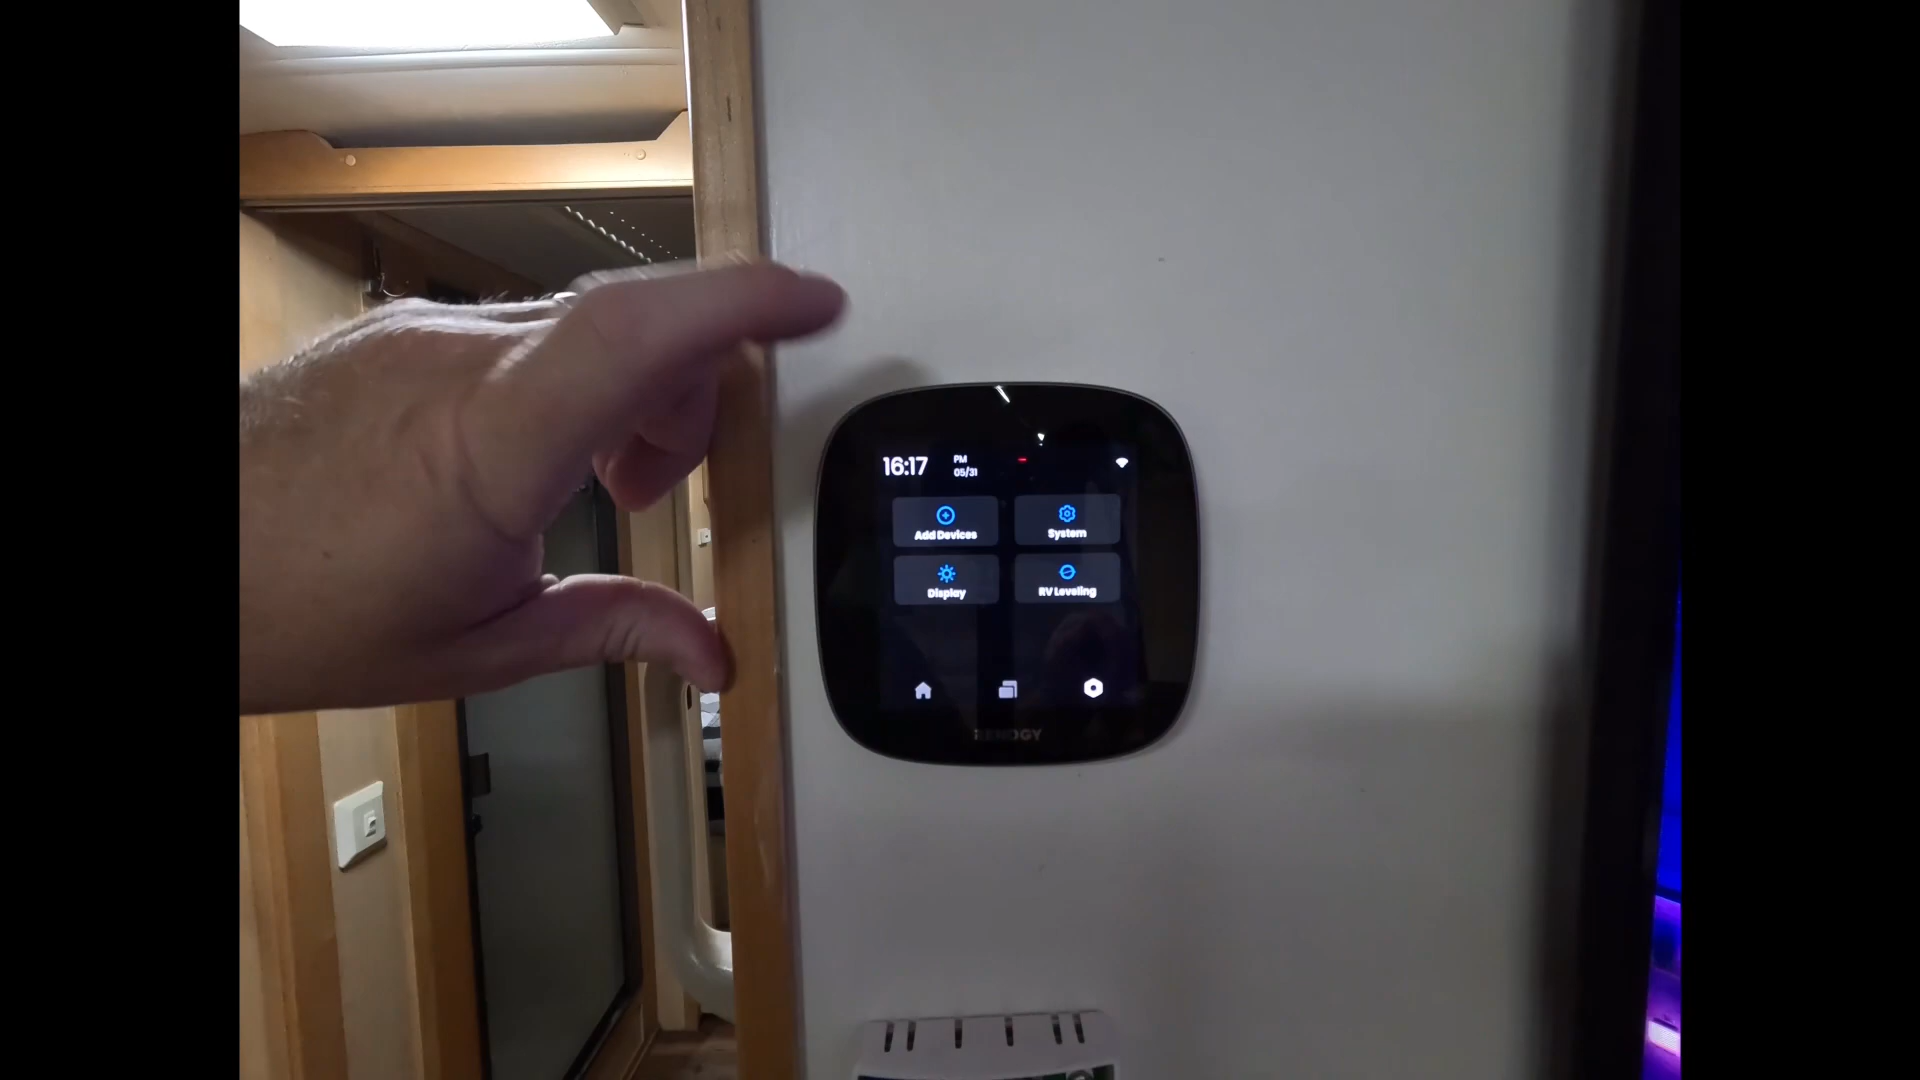 16:17 PM
05/31
Add Devices
System
Display
RV Leveling
RENOGY